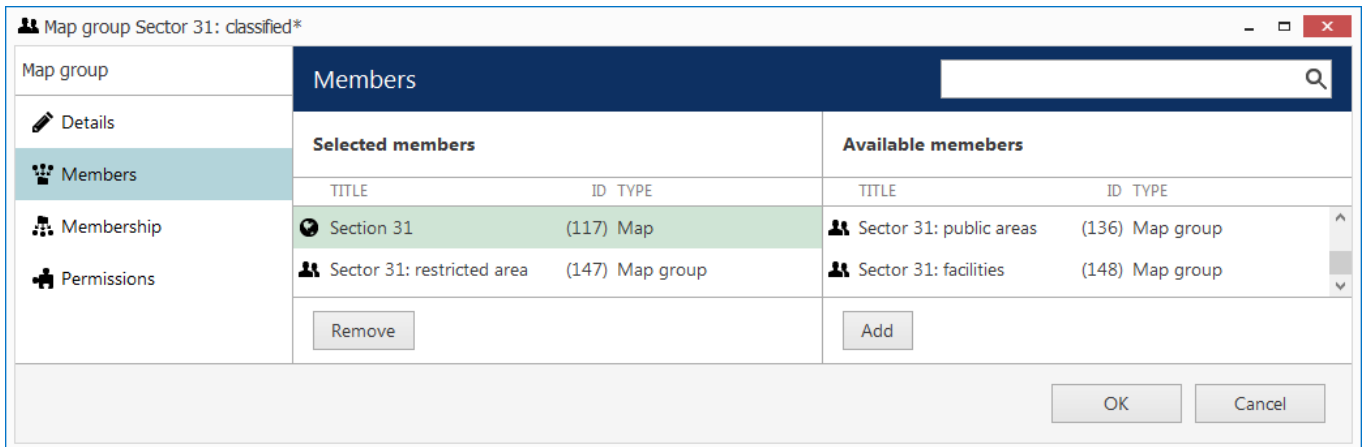 Map group Sector 31: classified*
Map group
Members
Details
Members
Membership
Permissions
Selected members
Available memebers
TITLE ID TYPE
TITLE ID TYPE
Section 31 (117) Map
Sector 31: public areas (136) Map group
Sector 31: restricted area (147) Map group
Sector 31: facilities (148) Map group
Remove
Add
OK
Cancel